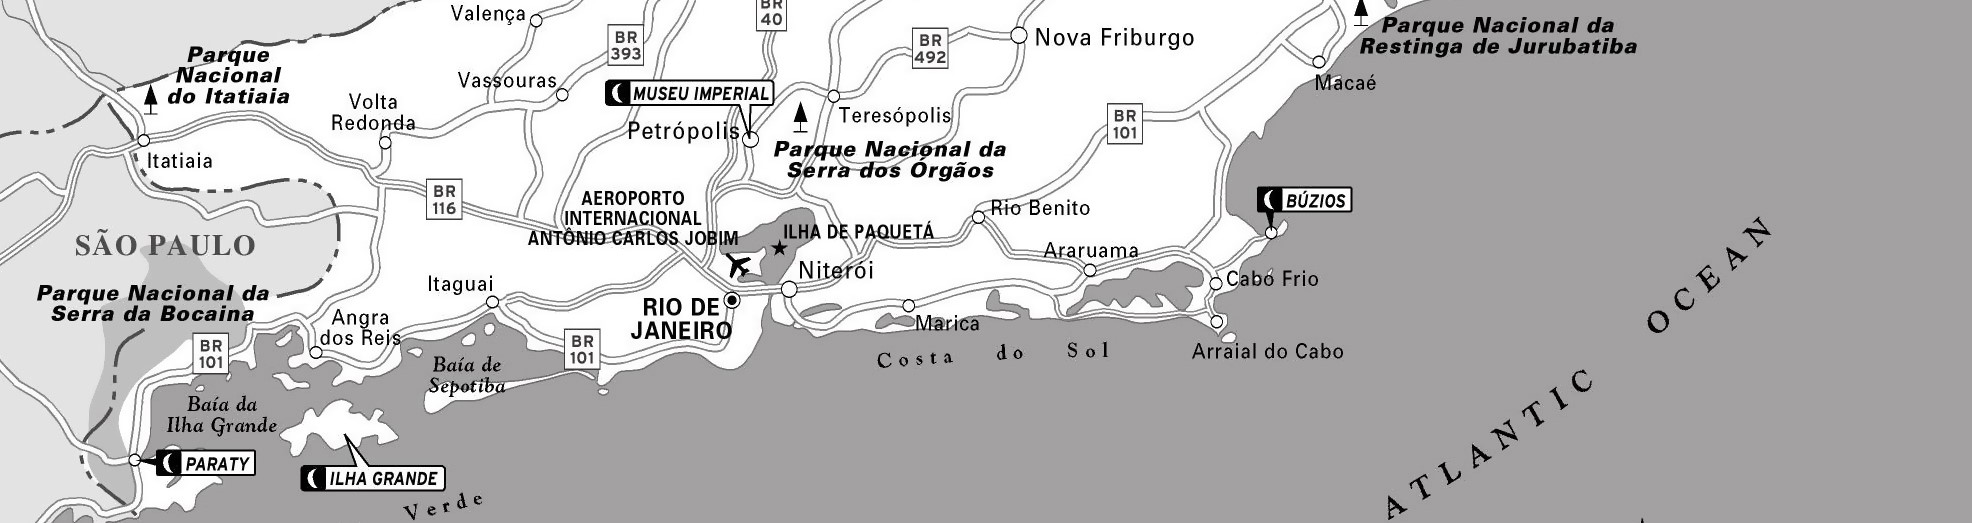 Valença
BR
40
BR
393
BR
492
Nova Friburgo
Parque Nacional da
Restinga de Jurubatiba
Parque
Nacional
do Itatiaia
Vassouras
Macaé
MUSEU IMPERIAL
Volta
Redonda
Teresópolis
BR
101
Petrópolis
Itatiaia
Parque Nacional da
Serra dos Órgãos
BR
116
AEROPORTO
INTERNACIONAL
ANTÔNIO CARLOS JOBIM
ILHA DE PAQUETÁ
Rio Benito
BÚZIOS
SÃO PAULO
Araruama
Niterói
Cabo Frio
Itaguai
Parque Nacional da
Serra da Bocaina
RIO DE
JANEIRO
Angra
dos Reis
Marica
BR
101
BR
101
Costa do Sol
Arraial do Cabo
Baía de
Sepotiba
Baía da
Ilha Grande
PARATY
ILHA GRANDE
Verde
ATLANTIC OCEAN